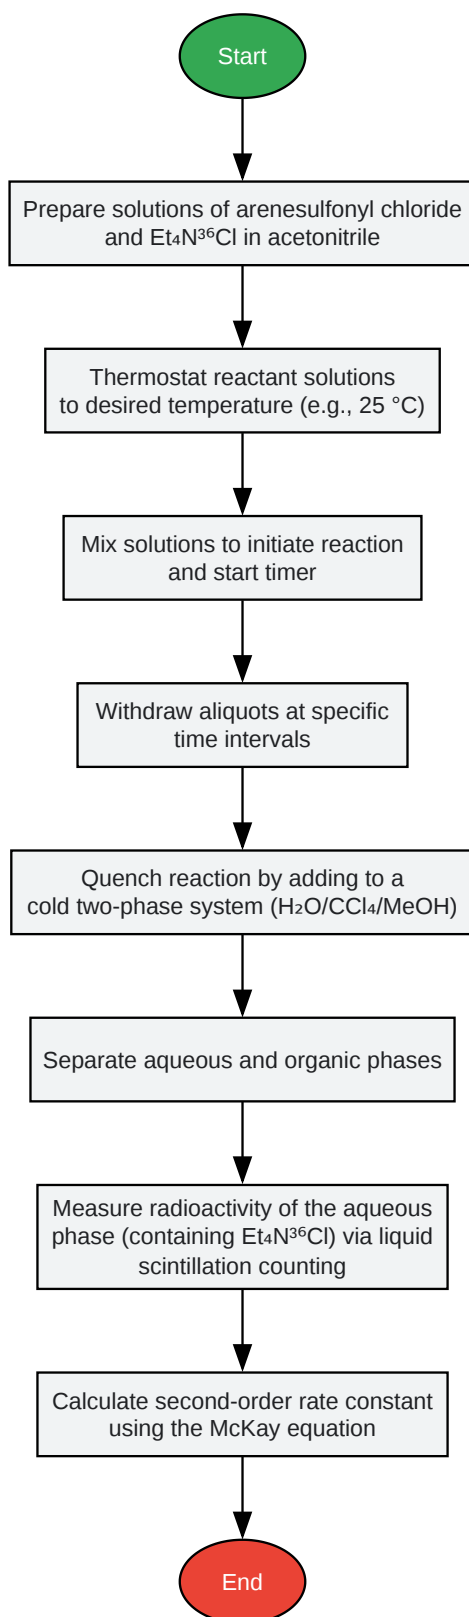 Start
Prepare solutions of arenesulfonyl chloride
and Et₄N³⁶Cl in acetonitrile
Thermostat reactant solutions
to desired temperature (e.g., 25 °C)
Mix solutions to initiate reaction
and start timer
Withdraw aliquots at specific
time intervals
Quench reaction by adding to a
cold two-phase system (H₂O/CCl₄/MeOH)
Separate aqueous and organic phases
Measure radioactivity of the aqueous
phase (containing Et₄N³⁶Cl) via liquid
scintillation counting
Calculate second-order rate constant
using the McKay equation
End